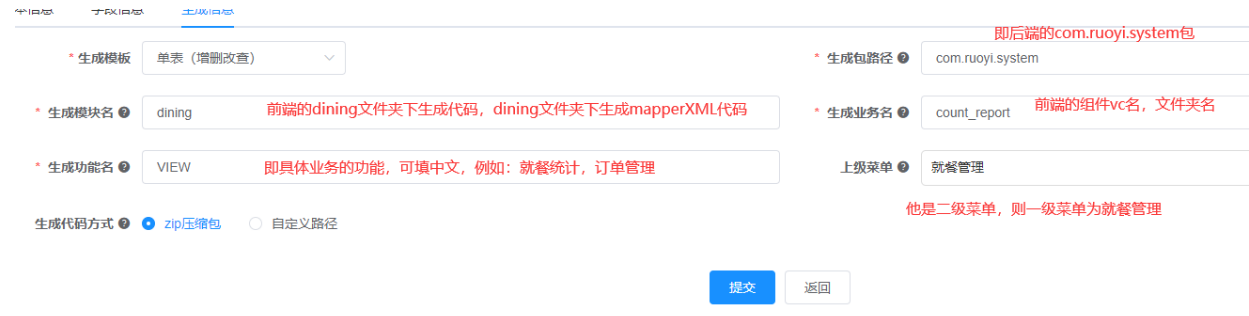 本信息 字段信息 生成信息
即后端的com.ruoyi.system包
* 生成模板 单表（增删改查） * 生成包路径 com.ruoyi.system
前端的dining文件夹下生成代码，dining文件夹下生成mapperXML代码 前端的组件vc名，文件夹名
* 生成模块名 dining * 生成业务名 count_report
* 生成功能名 VIEW 即具体业务的功能，可填中文，例如：就餐统计，订单管理 上级菜单 就餐管理
他是二级菜单，则一级菜单为就餐管理
生成代码方式 zip压缩包 自定义路径
提交 返回